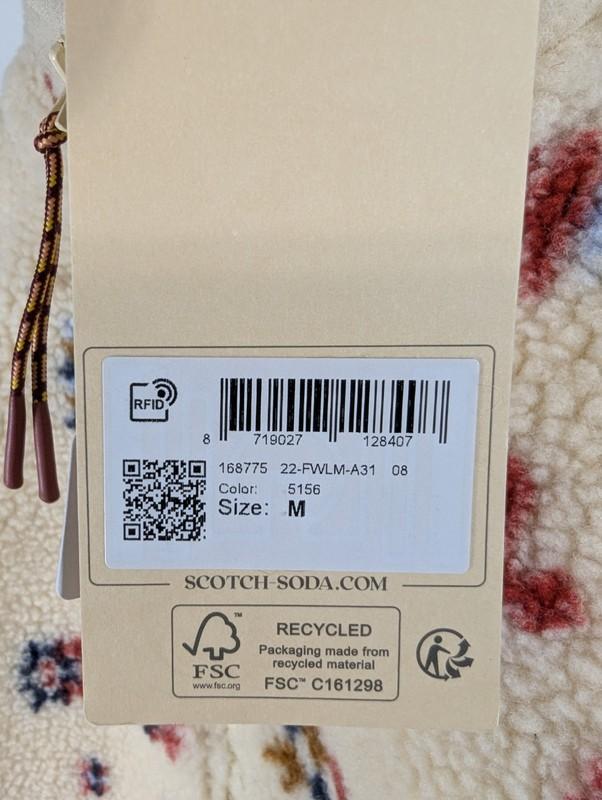 RFID
8 719027 128407
168775 22-FWLM-A31 08
Color: 5156
Size: M
SCOTCH-SODA.COM
™
FSC
www.fsc.org
RECYCLED
Packaging made from
recycled material
FSC™ C161298